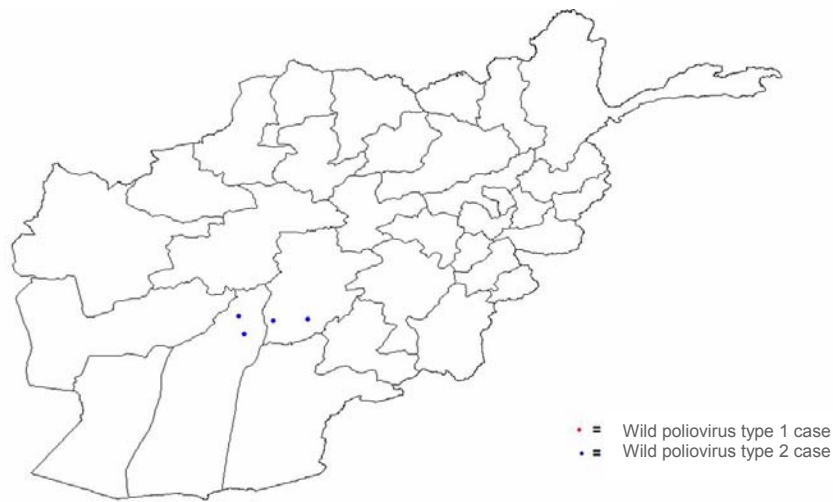 = Wild poliovirus type 1 case
= Wild poliovirus type 2 case